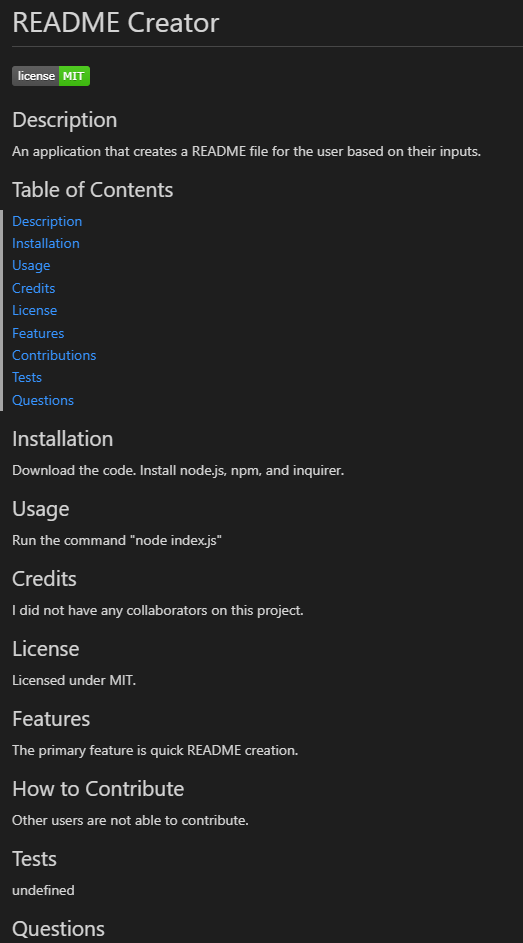 README Creator
license MIT
Description
An application that creates a README file for the user based on their inputs.
Table of Contents
Description
Installation
Usage
Credits
License
Features
Contributions
Tests
Questions
Installation
Download the code. Install node.js, npm, and inquirer.
Usage
Run the command "node index.js"
Credits
I did not have any collaborators on this project.
License
Licensed under MIT.
Features
The primary feature is quick README creation.
How to Contribute
Other users are not able to contribute.
Tests
undefined
Questions